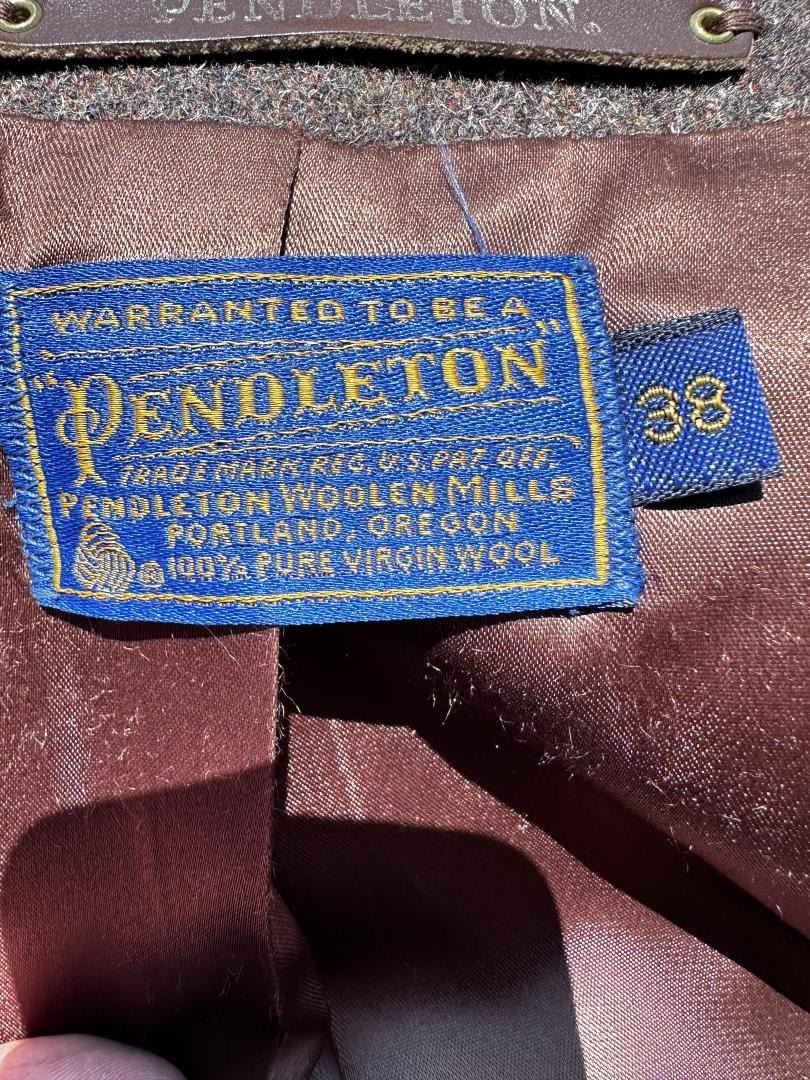 PENDLETON®
WARRANTED TO BE A
"PENDLETON"
TRADE MARK REG. U.S. PAT. OFF.
PENDLETON WOOLEN MILLS
PORTLAND, OREGON
® 100% PURE VIRGIN WOOL
38